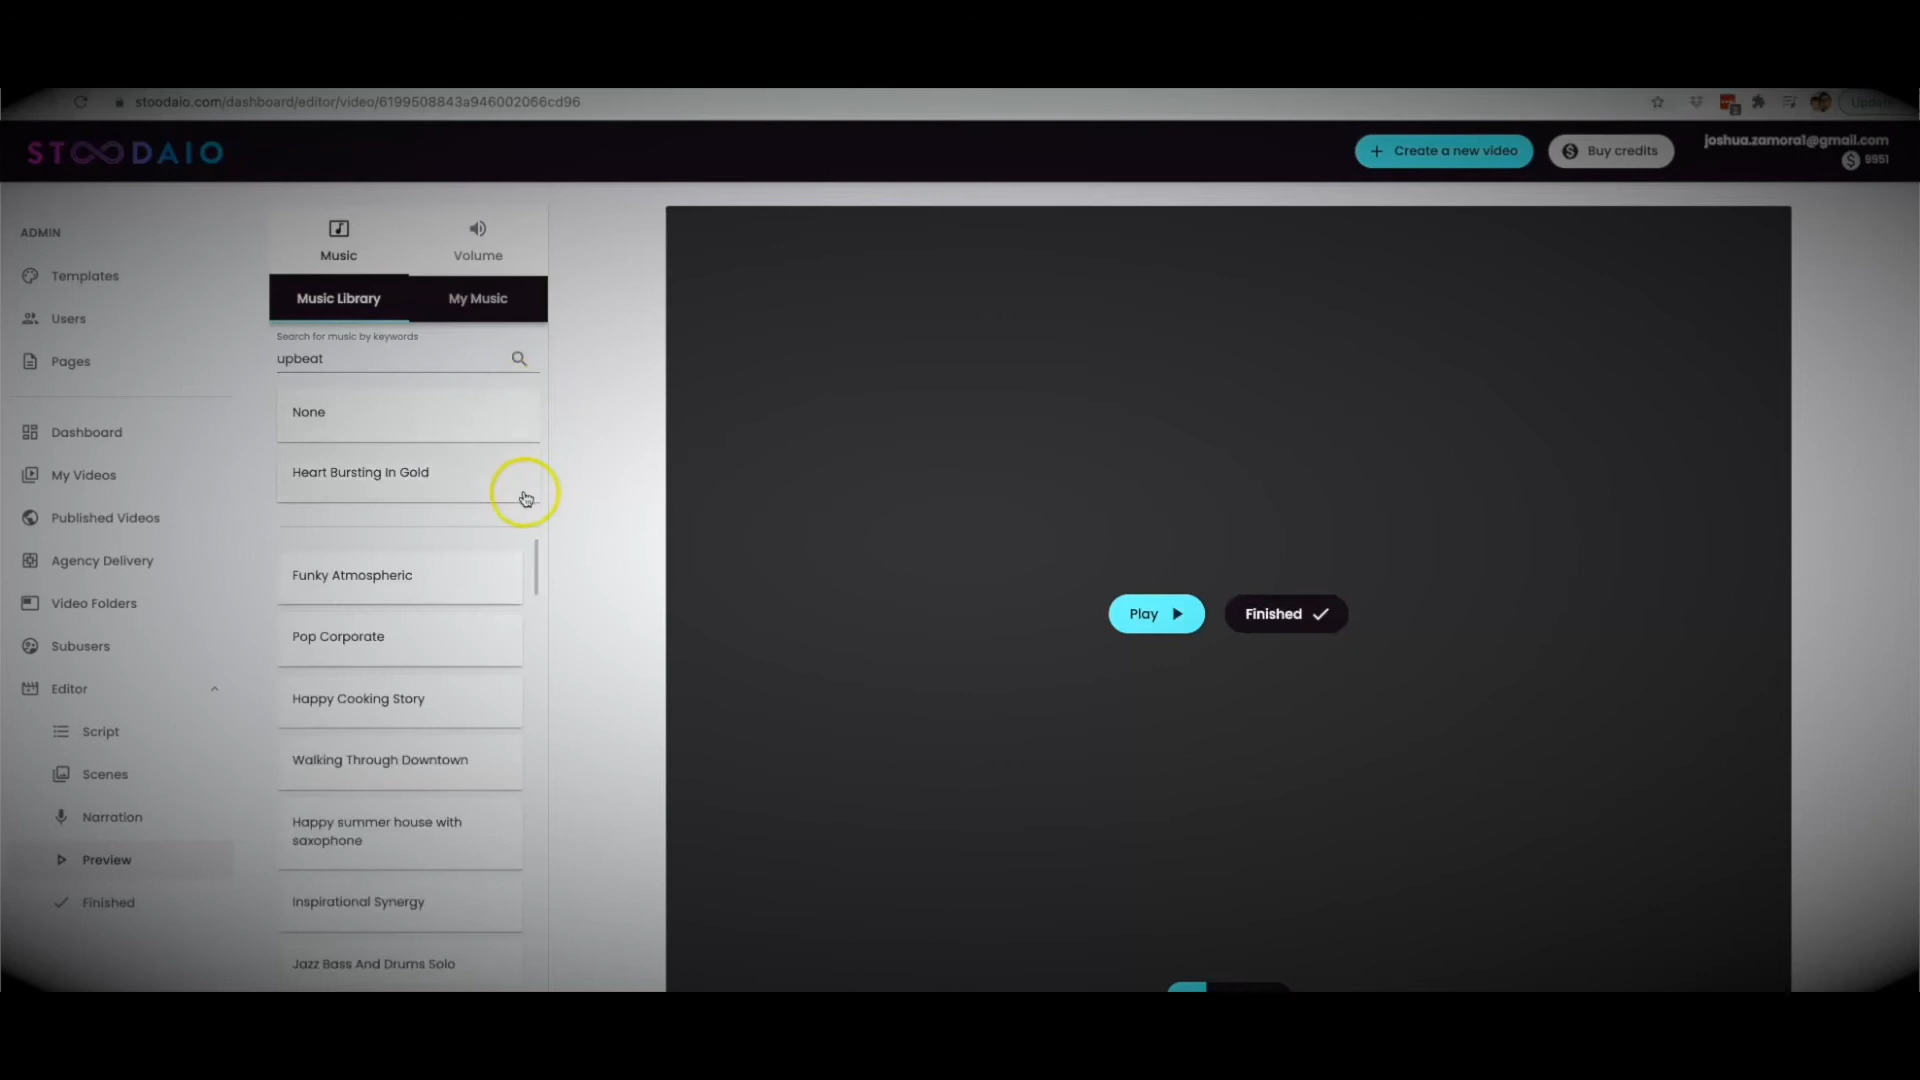 stoodaio.com/dashboard/editor/video/6199508843a946002066cd96
STOODAIO
+ Create a new video
Buy credits
joshua.zamora1@gmail.com
9951
ADMIN
Templates
Users
Pages
Dashboard
My Videos
Published Videos
Agency Delivery
Video Folders
Subusers
Editor
Script
Scenes
Narration
Preview
Finished
Music
Volume
Music Library
My Music
Search for music by keywords
upbeat
None
Heart Bursting In Gold
Funky Atmospheric
Pop Corporate
Happy Cooking Story
Walking Through Downtown
Happy summer house with
saxophone
Inspirational Synergy
Jazz Bass And Drums Solo
Play
Finished